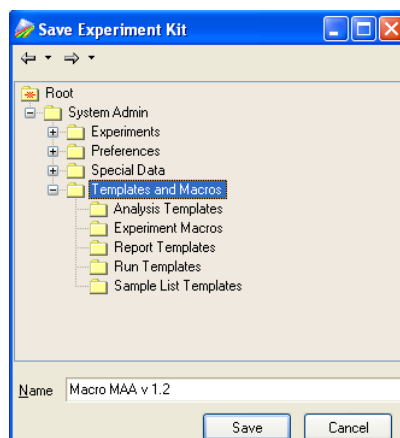 Save Experiment Kit
Root
System Admin
Experiments
Preferences
Special Data
Templates and Macros
Analysis Templates
Experiment Macros
Report Templates
Run Templates
Sample List Templates
Name Macro MAA v 1.2
Save Cancel